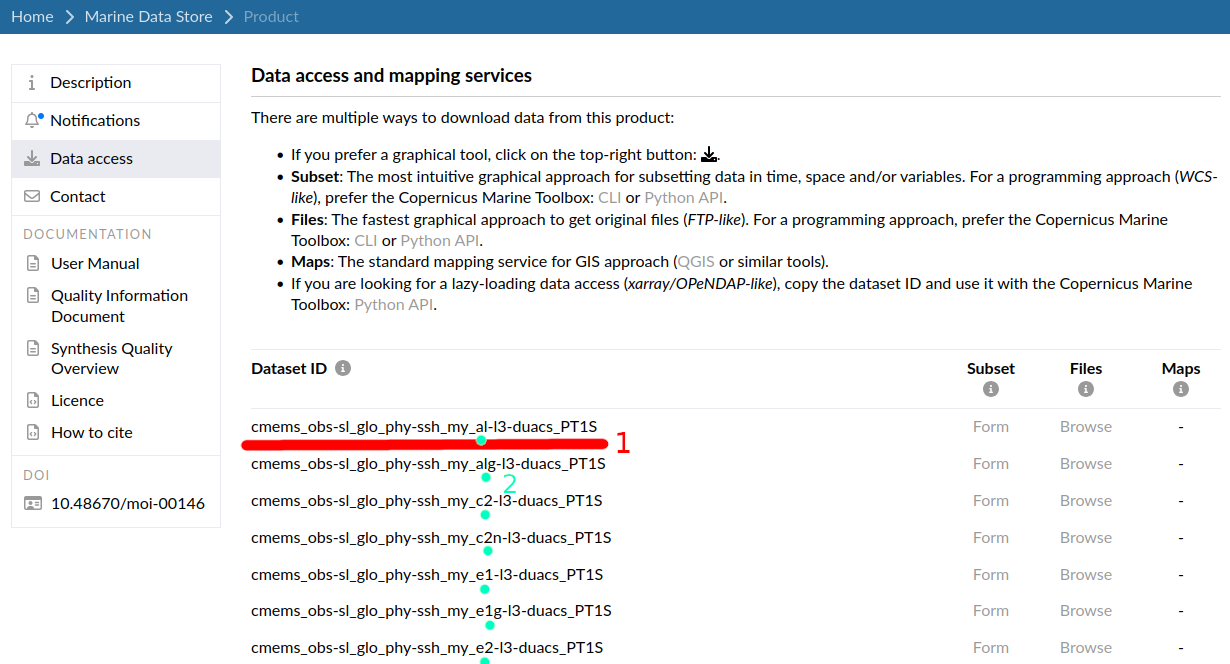 Home > Marine Data Store > Product
Description
Notifications
Data access
Contact
DOCUMENTATION
User Manual
Quality Information
Document
Synthesis Quality
Overview
Licence
How to cite
DOI
10.48670/moi-00146
Data access and mapping services
There are multiple ways to download data from this product:
• If you prefer a graphical tool, click on the top-right button: .
• Subset: The most intuitive graphical approach for subsetting data in time, space and/or variables. For a programming approach (WCS-
like), prefer the Copernicus Marine Toolbox: CLI or Python API.
• Files: The fastest graphical approach to get original files (FTP-like). For a programming approach, prefer the Copernicus Marine
Toolbox: CLI or Python API.
• Maps: The standard mapping service for GIS approach (QGIS or similar tools).
• If you are looking for a lazy-loading data access (xarray/OPeNDAP-like), copy the dataset ID and use it with the Copernicus Marine
Toolbox: Python API.
Dataset ID Subset Files Maps
cmems_obs-sl_glo_phy-ssh_my_al-l3-duacs_PT1S Form Browse -
1
cmems_obs-sl_glo_phy-ssh_my_alg-l3-duacs_PT1S Form Browse -
2
cmems_obs-sl_glo_phy-ssh_my_c2-l3-duacs_PT1S Form Browse -
cmems_obs-sl_glo_phy-ssh_my_c2n-l3-duacs_PT1S Form Browse -
cmems_obs-sl_glo_phy-ssh_my_e1-l3-duacs_PT1S Form Browse -
cmems_obs-sl_glo_phy-ssh_my_e1g-l3-duacs_PT1S Form Browse -
cmems_obs-sl_glo_phy-ssh_my_e2-l3-duacs_PT1S Form Browse -